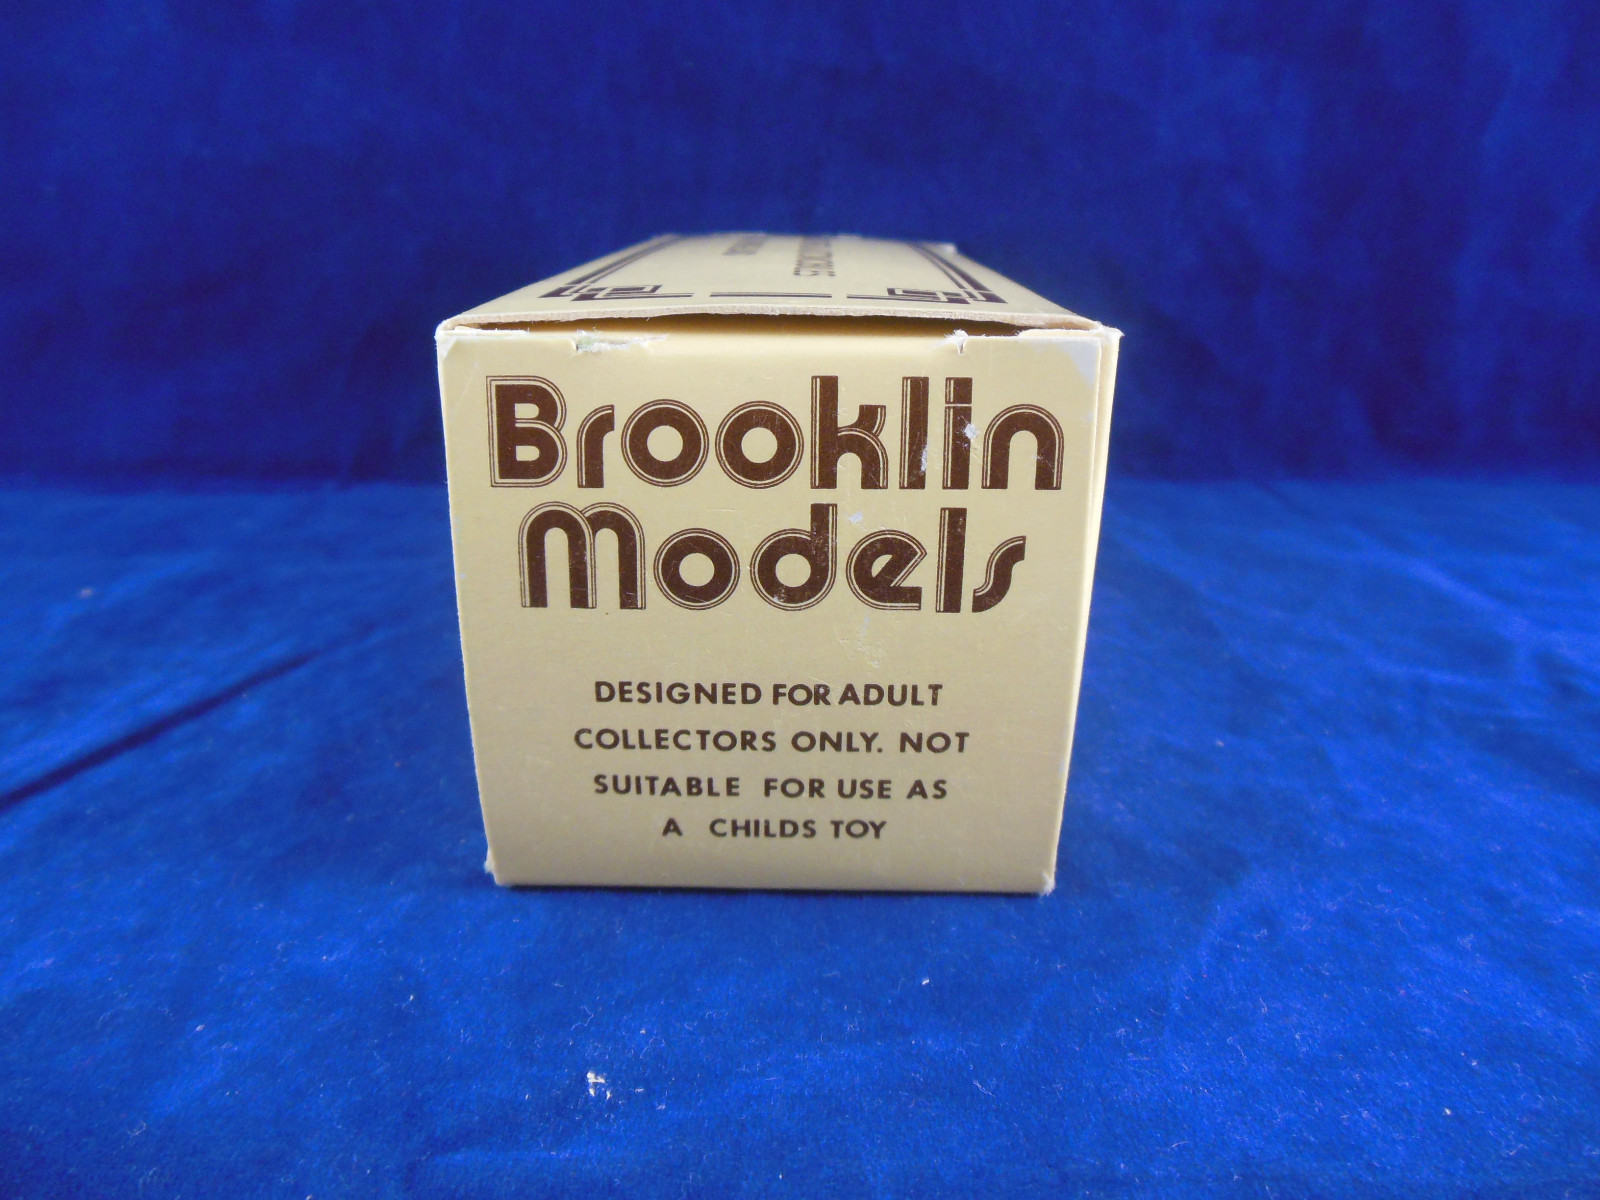 Brooklin
Models
DESIGNED FOR ADULT
COLLECTORS ONLY. NOT
SUITABLE FOR USE AS
A CHILDS TOY